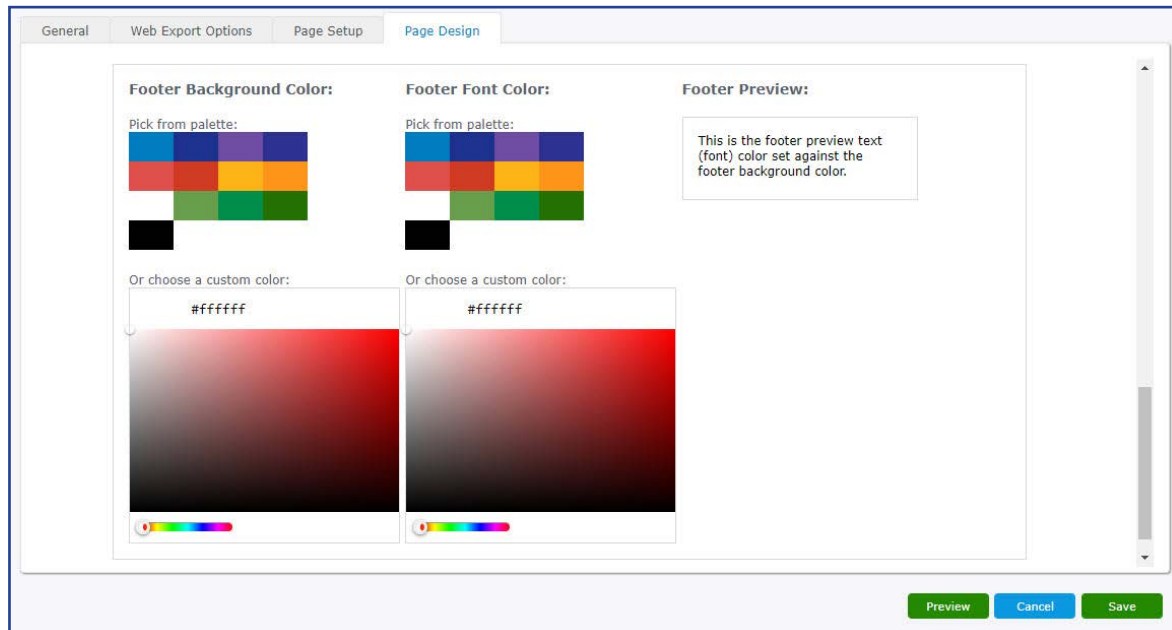 General
Web Export Options
Page Setup
Page Design
Footer Background Color:
Pick from palette:
Or choose a custom color:
#ffffff
Footer Font Color:
Pick from palette:
Or choose a custom color:
#ffffff
Footer Preview:
This is the footer preview text
(font) color set against the
footer background color.
Preview
Cancel
Save